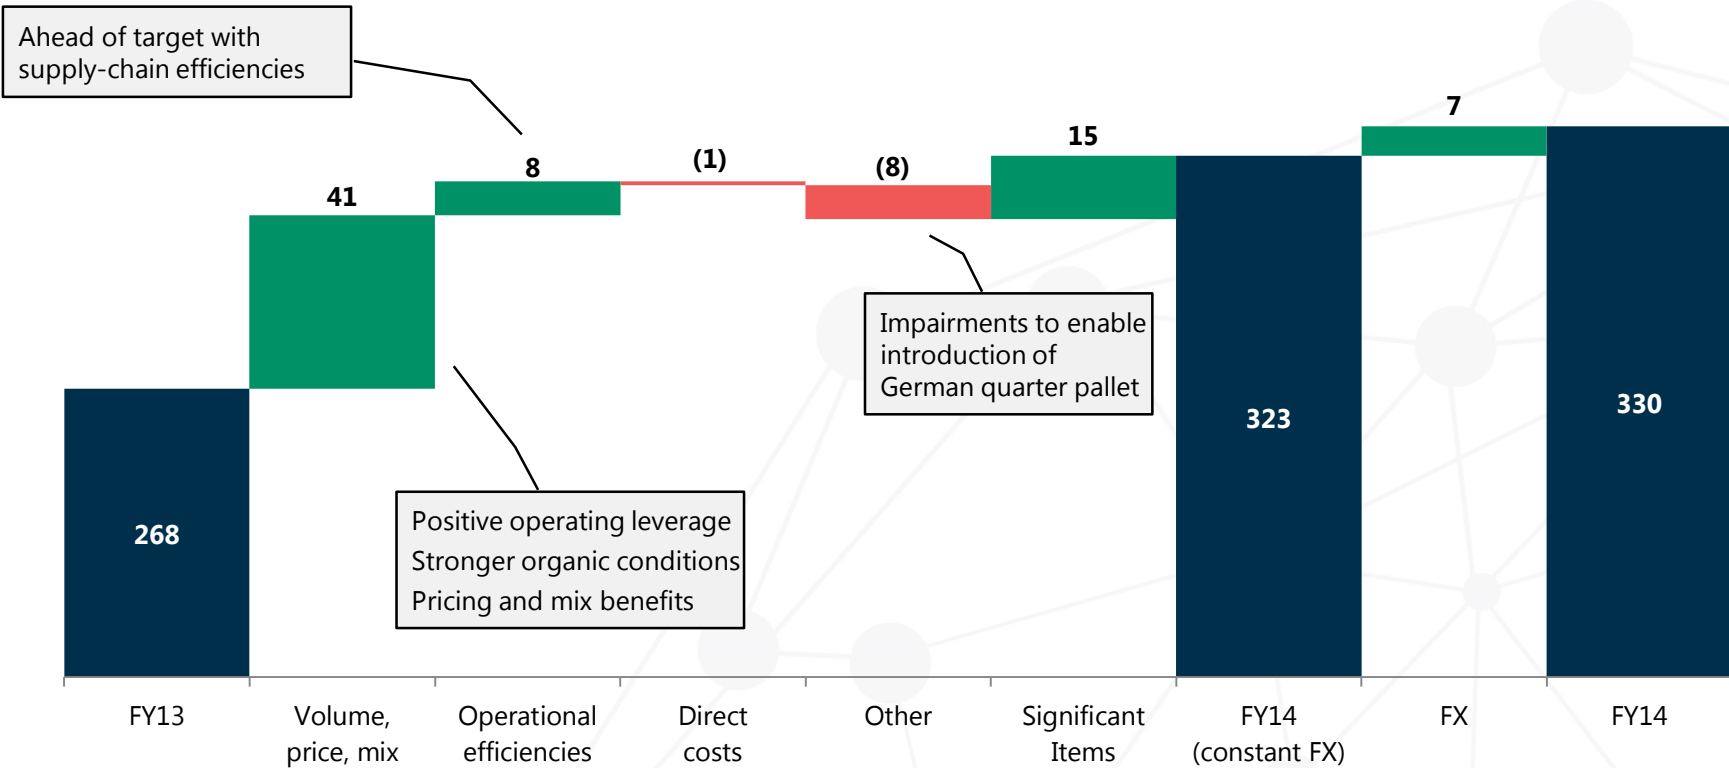 Ahead of target with
supply-chain efficiencies
7
15
(1)
8
(8)
41
Impairments to enable
introduction of
German quarter pallet
323
330
Positive operating leverage
Stronger organic conditions
Pricing and mix benefits
268
FY13
Volume,
price, mix
Operational
efficiencies
Direct
costs
Other
Significant
Items
FY14
(constant FX)
FX
FY14